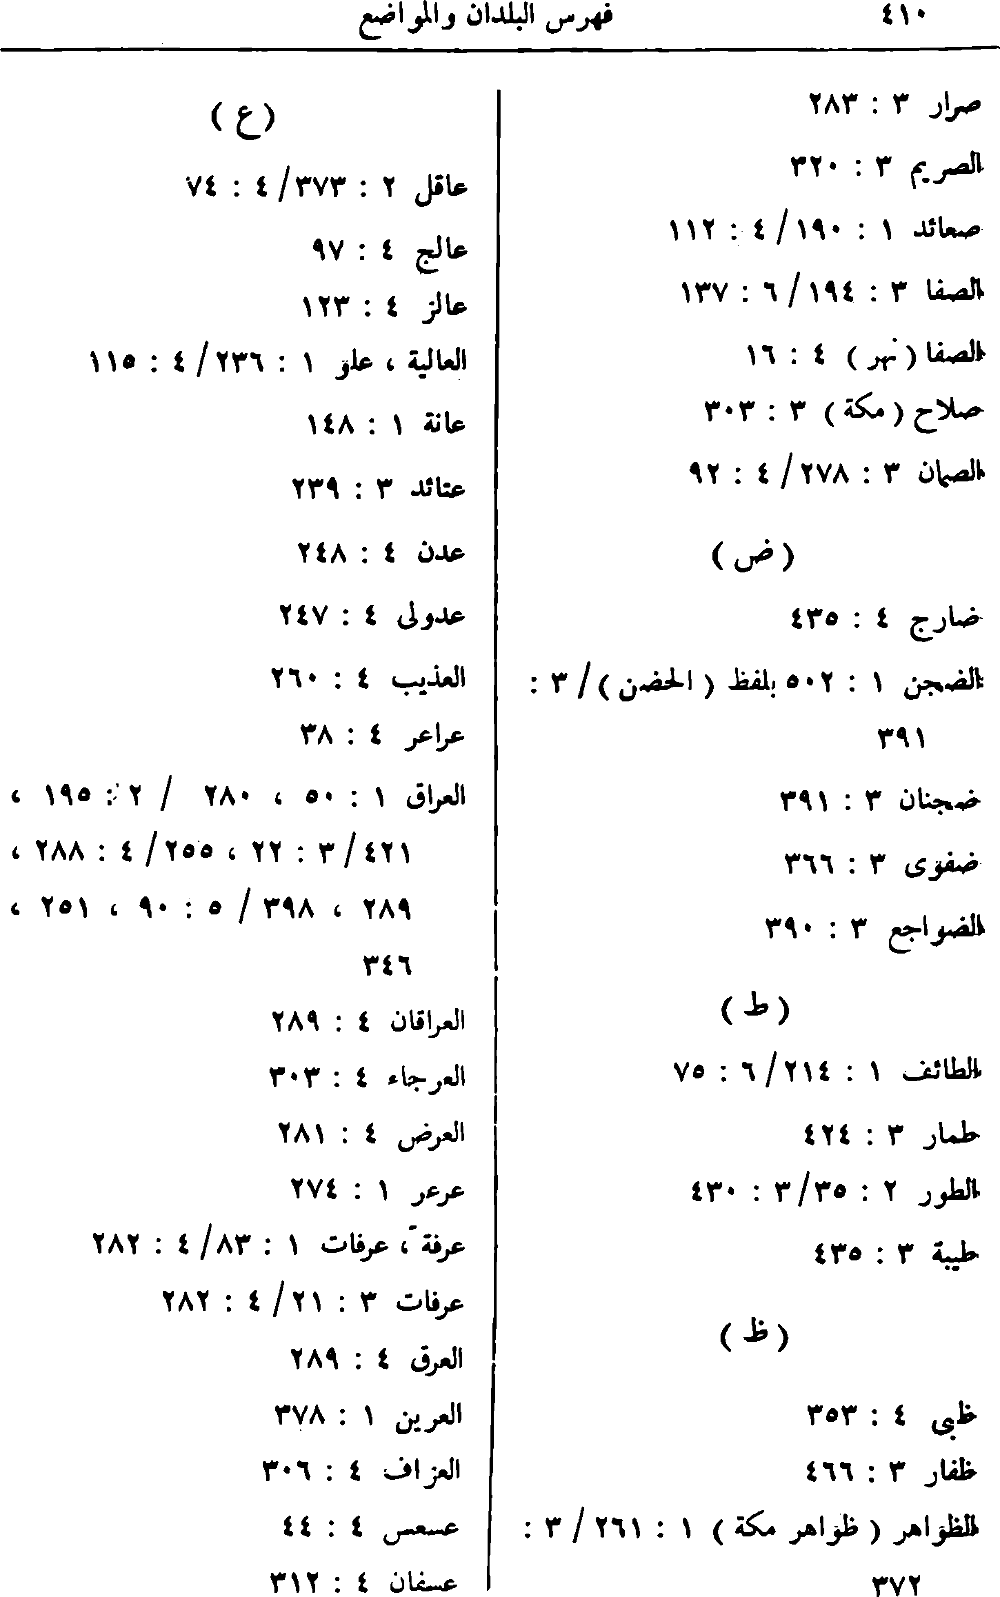 ٤١٠
فهرس البلدان والمواضع
صرار ٣ : ٢٨٣
الصريم ٣ : ٣٢٠
صعائد ١ : ١٩٠/ ٤ : ١١٢
الصفا ٣ : ١٩٤/ ٦ : ١٣٧
الصفا ( نهر ) ٤ : ١٦
صلاح ( مكة ) ٣ : ٣٠٣
الصمان ٣ : ٢٧٨/ ٤ : ٩٢
( ض )
ضارج ٤ : ٤٣٥
الضجن ١ : ٥٠٢ بلفظ ( الحضن )/ ٣ :
٣٩١
ضجنان ٣ : ٣٩١
ضفوى ٣ : ٣٦٦
الضواجع ٣ : ٣٩٠
( ط )
الطائف ١ : ٢١٤/ ٦ : ٧٥
طمار ٣ : ٤٢٤
الطور ٢ : ٣٥/ ٣ : ٤٣٠
طيبة ٣ : ٤٣٥
( ظ )
ظبى ٤ : ٣٥٣
ظفار ٣ : ٤٦٦
الظواهر ( ظواهر مكة ) ١ : ٢٦١/ ٣ :
٣٧٢
( ع )
عاقل ٢ : ٣٧٣/ ٤ : ٧٤
عالج ٤ : ٩٧
عالز ٤ : ١٢٣
العالية ، علو ١ : ٢٣٦/ ٤ : ١١٥
عانة ١ : ١٤٨
عتائد ٣ : ٢٣٩
عدن ٤ : ٢٤٨
عدولى ٤ : ٢٤٧
العذيب ٤ : ٢٦٠
عراعر ٤ : ٣٨
العراق ١ : ٥٠ ، ٢٨٠ / ٢ : ١٩٥ ،
٤٢١/ ٣ : ٢٢ ، ٢٥٥/ ٤ : ٢٨٨ ،
٢٨٩ ، ٣٩٨/ ٥ : ٩٠ ، ٢٥١ ،
٣٤٦
العراقان ٤ : ٢٨٩
العرجاء ٤ : ٣٠٣
العرض ٤ : ٢٨١
عرعر ١ : ٢٧٤
عرفة ، عرفات ١ : ٨٣/ ٤ : ٢٨٢
عرفات ٣ : ٢١/ ٤ : ٢٨٢
العرق ٤ : ٢٨٩
العرين ١ : ٣٧٨
العزاف ٤ : ٣٠٦
عسعس ٤ : ٤٤
عسفان ٤ : ٣١٢